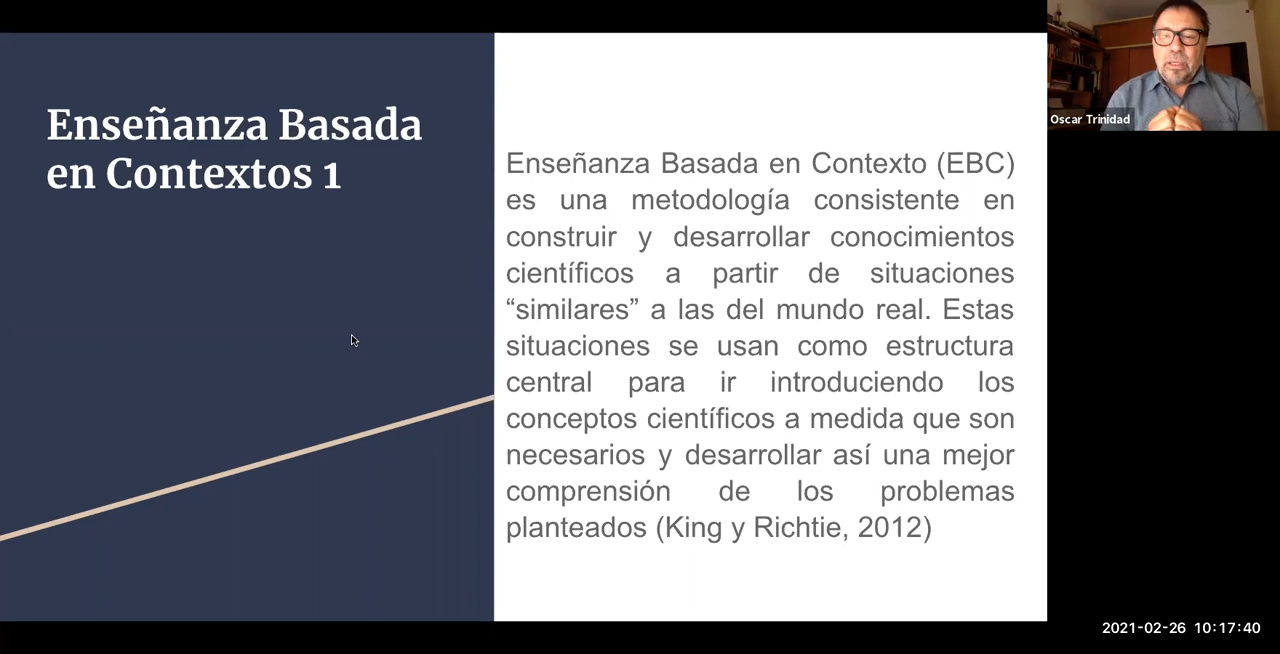 Enseñanza Basada
en Contextos 1
Enseñanza Basada en Contexto (EBC)
es una metodología consistente en
construir y desarrollar conocimientos
científicos a partir de situaciones
“similares” a las del mundo real. Estas
situaciones se usan como estructura
central para ir introduciendo los
conceptos científicos a medida que son
necesarios y desarrollar así una mejor
comprensión de los problemas
planteados (King y Richtie, 2012)
Oscar Trinidad
2021-02-26 10:17:40